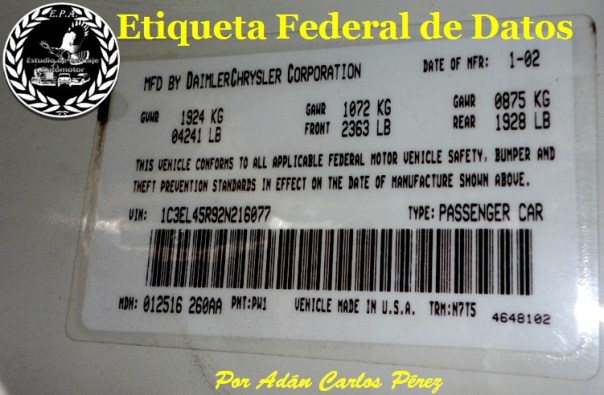 E.P.A.
Etiqueta Federal de Datos
MFD BY DAIMLERCHRYSLER CORPORATION DATE OF MFR: 1-02
GVWR 1924 KG GAWR 1072 KG GAWR 0875 KG
04241 LB FRONT 2363 LB REAR 1928 LB
THIS VEHICLE CONFORMS TO ALL APPLICABLE FEDERAL MOTOR VEHICLE SAFETY, BUMPER AND
THEFT PREVENTION STANDARDS IN EFFECT ON THE DATE OF MANUFACTURE SHOWN ABOVE.
VIN: 1C3EL45R92N216077 TYPE: PASSENGER CAR
MDH: 012516 260AA PNT:PW1 VEHICLE MADE IN U.S.A. TRM:N7T5
4648102
Por Adán Carlos Pérez